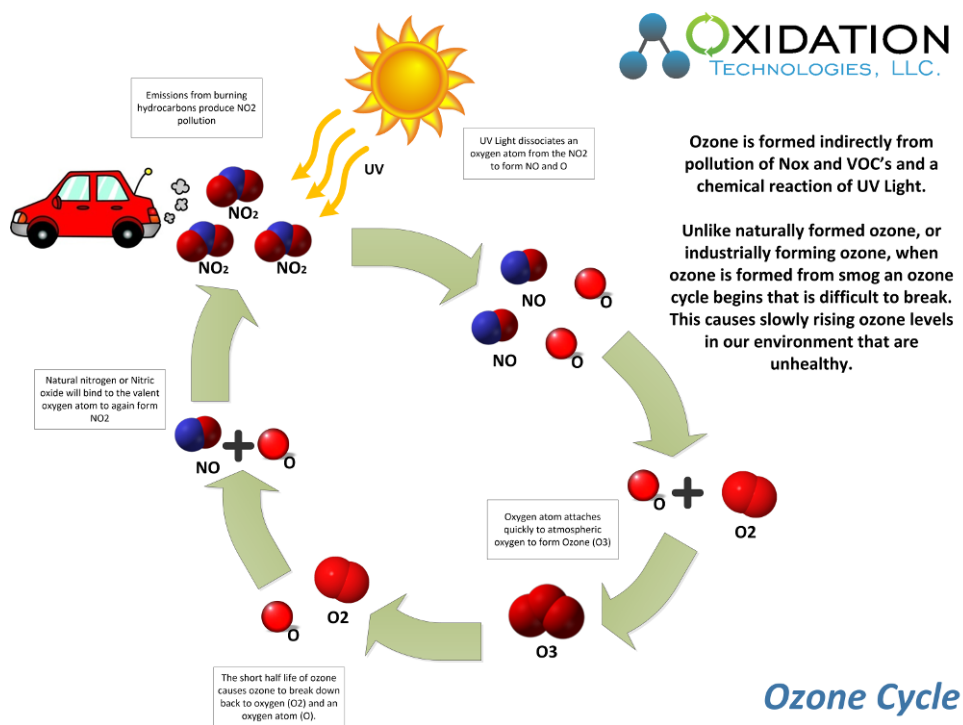 OXIDATION
TECHNOLOGIES, LLC.
Emissions from burning
hydrocarbons produce NO2
pollution
UV Light dissociates an
oxygen atom from the NO2
to form NO and O
Ozone is formed indirectly from
pollution of Nox and VOC's and a
chemical reaction of UV Light.
Unlike naturally formed ozone, or
industrially forming ozone, when
ozone is formed from smog an ozone
cycle begins that is difficult to break.
This causes slowly rising ozone levels
in our environment that are
unhealthy.
UV
NO₂
NO₂
NO₂
NO
O
NO
O
Natural nitrogen or Nitric
oxide will bind to the valent
oxygen atom to again form
NO2
NO
+
O
O
+
O2
Oxygen atom attaches
quickly to atmospheric
oxygen to form Ozone (O3)
O3
O2
O
The short half life of ozone
causes ozone to break down
back to oxygen (O2) and an
oxygen atom (O).
Ozone Cycle